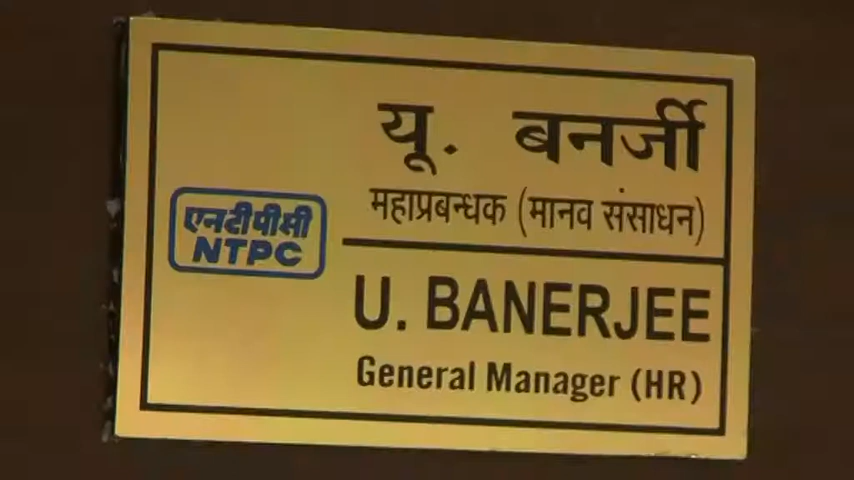 एनटीपीसी
NTPC
यू. बनर्जी
महाप्रबन्धक (मानव संसाधन)
U. BANERJEE
General Manager (HR)